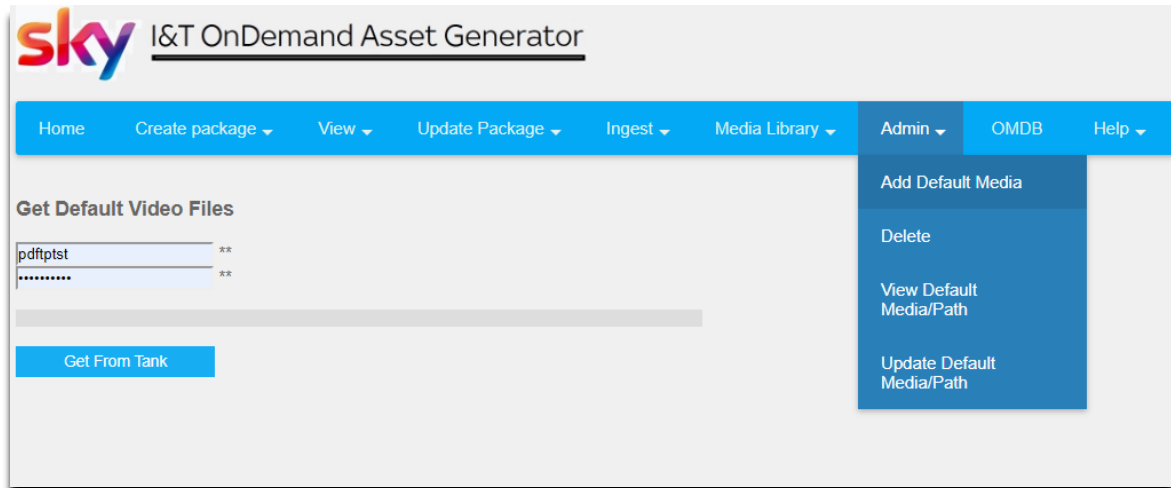 sky I&T OnDemand Asset Generator
Home Create package View Update Package Ingest Media Library Admin OMDB Help
Add Default Media
Delete
View Default
Media/Path
Update Default
Media/Path
Get Default Video Files
pdftptst **
•••••••••• **
Get From Tank